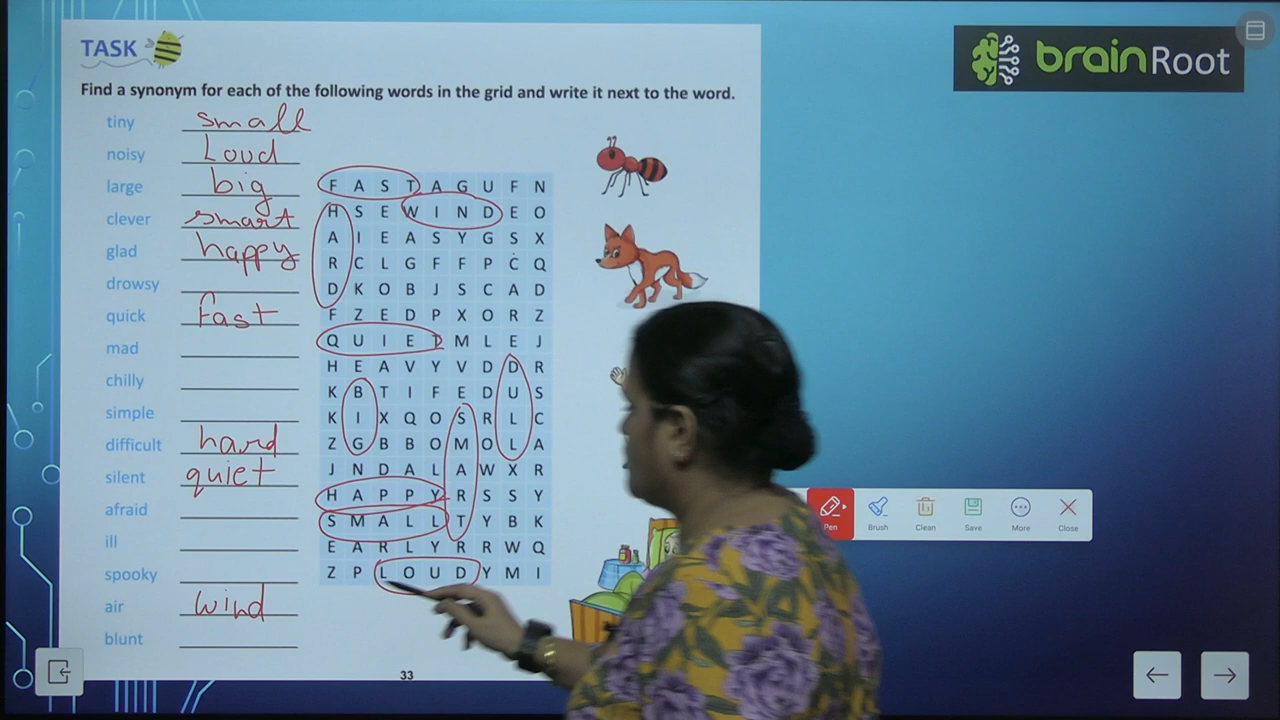 TASK
brainRoot
Find a synonym for each of the following words in the grid and write it next to the word.
tiny small
noisy Loud
large big
clever smart
glad happy
drowsy
quick fast
mad
chilly
simple
difficult hard
silent quiet
afraid
ill
spooky
air wind
blunt
F A S T A G U F N
H S E W I N D E O
A I E A S Y G S X
R C L G F F P C Q
D K O B J S C A D
F Z E D P X O R Z
Q U I E T M L E J
H E A V Y V D D R
K B T I F E D U S
K I X Q O S R L C
Z G B B O M O L A
J N D A L A W X R
H A P P Y R S S Y
S M A L L T Y B K
E A R L Y R R W Q
Z P L O U D Y M I
33
Pen
Brush
Clean
Save
More
Close